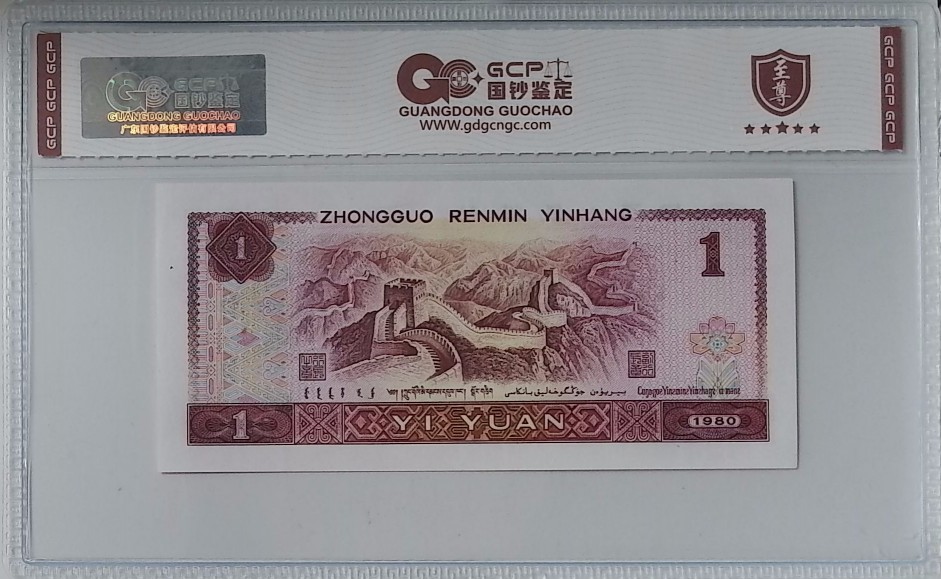 GCP GCP GCP
GCP
国钞鉴定
GUANGDONG GUOCHAO
广东国钞鉴定评估有限公司
GCP
国钞鉴定
GUANGDONG GUOCHAO
WWW.gdgcngc.com
至尊
GCP GCP GCP
ZHONGGUO RENMIN YINHANG
1
1
1
YI YUAN
1980